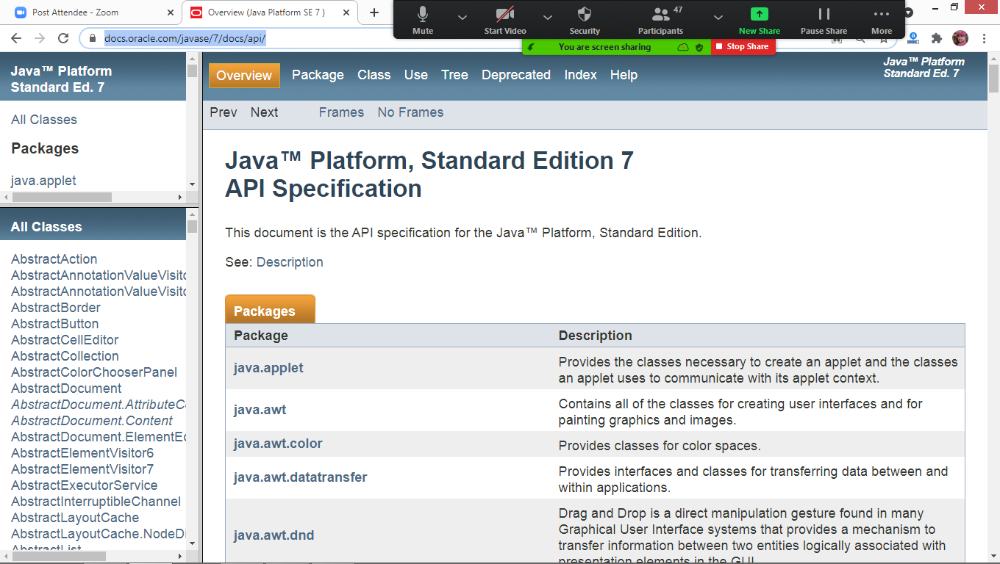 Post Attendee - Zoom
Overview (Java Platform SE 7 )
docs.oracle.com/javase/7/docs/api/
Mute
Start Video
Security
47
Participants
New Share
Pause Share
More
You are screen sharing
Stop Share
Java™ Platform
Standard Ed. 7
All Classes
Packages
java.applet
All Classes
AbstractAction
AbstractAnnotationValueVisito
AbstractAnnotationValueVisito
AbstractBorder
AbstractButton
AbstractCellEditor
AbstractCollection
AbstractColorChooserPanel
AbstractDocument
AbstractDocument.AttributeCo
AbstractDocument.Content
AbstractDocument.ElementEd
AbstractElementVisitor6
AbstractElementVisitor7
AbstractExecutorService
AbstractInterruptibleChannel
AbstractLayoutCache
AbstractLayoutCache.NodeDi
AbstractList
Overview Package Class Use Tree Deprecated Index Help
Java™ Platform
Standard Ed. 7
Prev Next Frames No Frames
Java™ Platform, Standard Edition 7
API Specification
This document is the API specification for the Java™ Platform, Standard Edition.
See: Description
Packages
Package Description
java.applet Provides the classes necessary to create an applet and the classes
an applet uses to communicate with its applet context.
java.awt Contains all of the classes for creating user interfaces and for
painting graphics and images.
java.awt.color Provides classes for color spaces.
java.awt.datatransfer Provides interfaces and classes for transferring data between and
within applications.
java.awt.dnd Drag and Drop is a direct manipulation gesture found in many
Graphical User Interface systems that provides a mechanism to
transfer information between two entities logically associated with
presentation elements in the GUI.